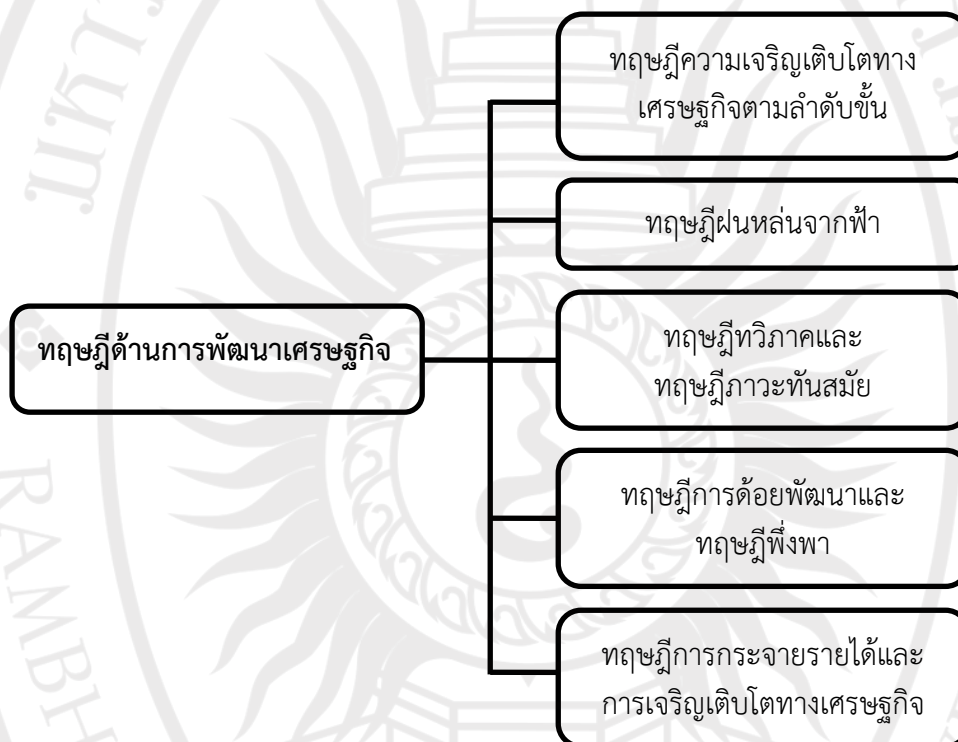 ทฤษฎีความเจริญเติบโตทาง
เศรษฐกิจตามลำดับขั้น
ทฤษฎีฝนหล่นจากฟ้า
ทฤษฎีด้านการพัฒนาเศรษฐกิจ
ทฤษฎีทวิภาคและ
ทฤษฎีภาวะทันสมัย
ทฤษฎีการด้อยพัฒนาและ
ทฤษฎีพึ่งพา
ทฤษฎีการกระจายรายได้และ
การเจริญเติบโตทางเศรษฐกิจ
RAMBH